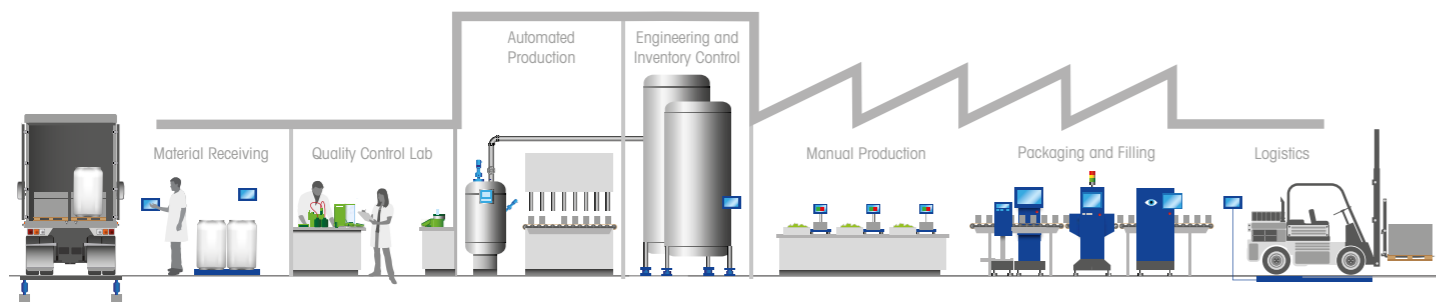 Automated
Production
Engineering and
Inventory Control
Material Receiving
Quality Control Lab
Manual Production
Packaging and Filling
Logistics